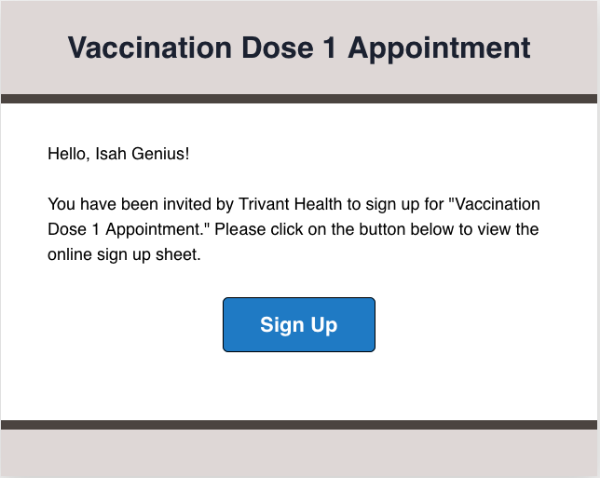 Vaccination Dose 1 Appointment
Hello, Isah Genius!
You have been invited by Trivant Health to sign up for "Vaccination
Dose 1 Appointment." Please click on the button below to view the
online sign up sheet.
Sign Up